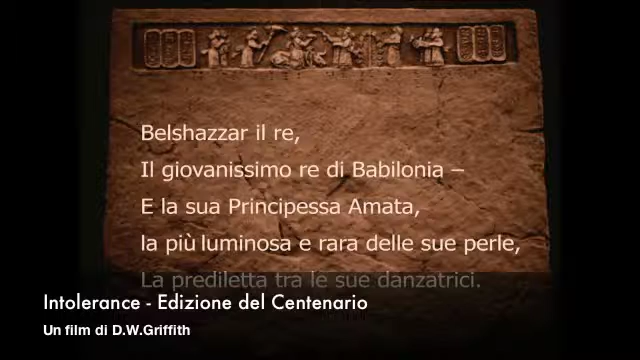 Belshazzar il re,
Il giovanissimo re di Babilonia –
E la sua Principessa Amata,
la più luminosa e rara delle sue perle,
La prediletta tra le sue danzatrici.
Intolerance - Edizione del Centenario
Un film di D.W.Griffith